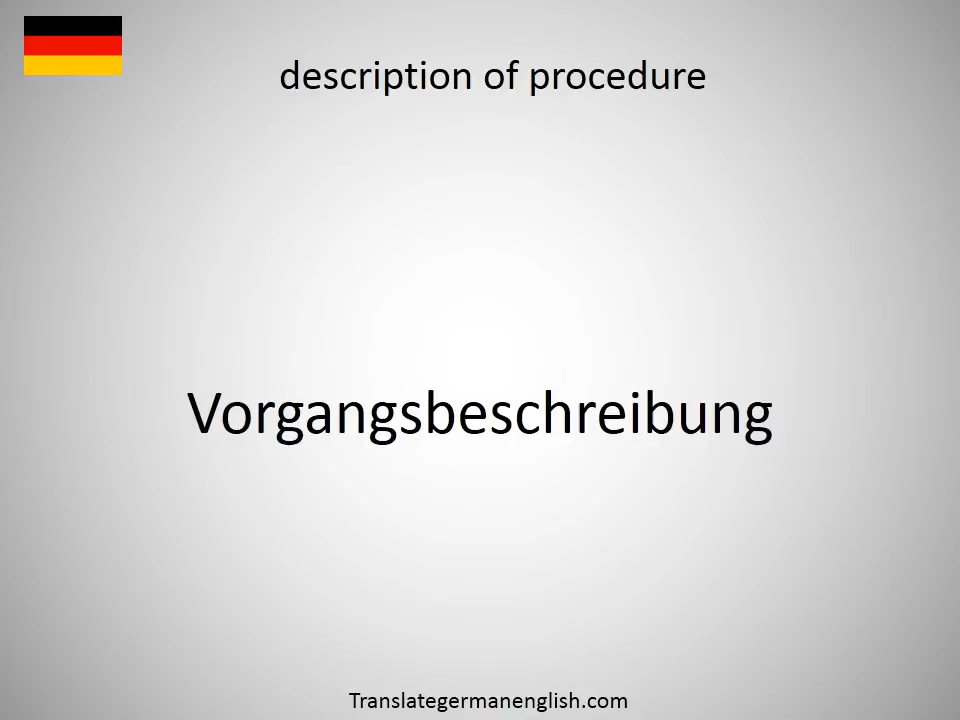 description of procedure
Vorgangsbeschreibung
Translategermanenglish.com